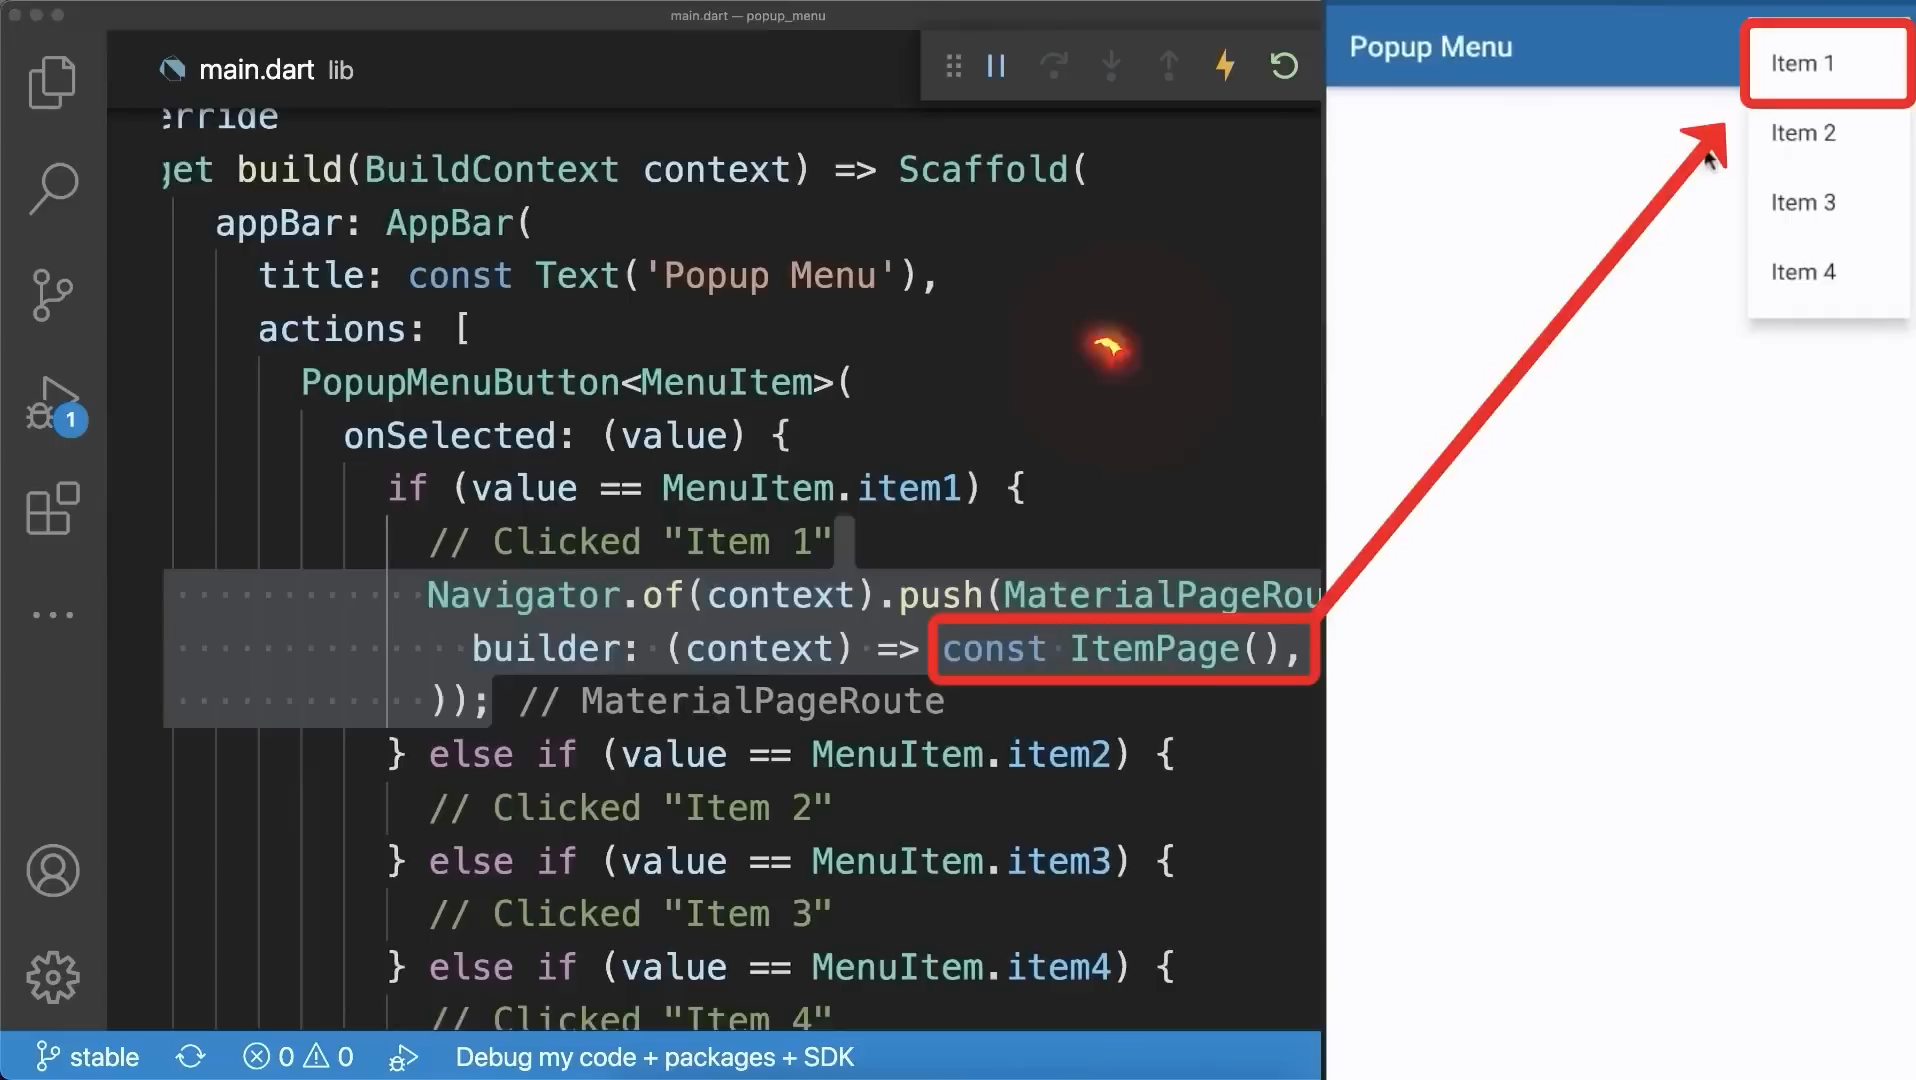 main.dart — popup_menu
main.dart lib
erride
get build(BuildContext context) => Scaffold(
appBar: AppBar(
title: const Text('Popup Menu'),
actions: [
PopupMenuButton<MenuItem>(
onSelected: (value) {
if (value == MenuItem.item1) {
// Clicked "Item 1"
Navigator.of(context).push(MaterialPageRou
builder: (context) => const ItemPage(),
)); // MaterialPageRoute
} else if (value == MenuItem.item2) {
// Clicked "Item 2"
} else if (value == MenuItem.item3) {
// Clicked "Item 3"
} else if (value == MenuItem.item4) {
// Clicked "Item 4"
1
stable 0 0 Debug my code + packages + SDK
Popup Menu
Item 1
Item 2
Item 3
Item 4